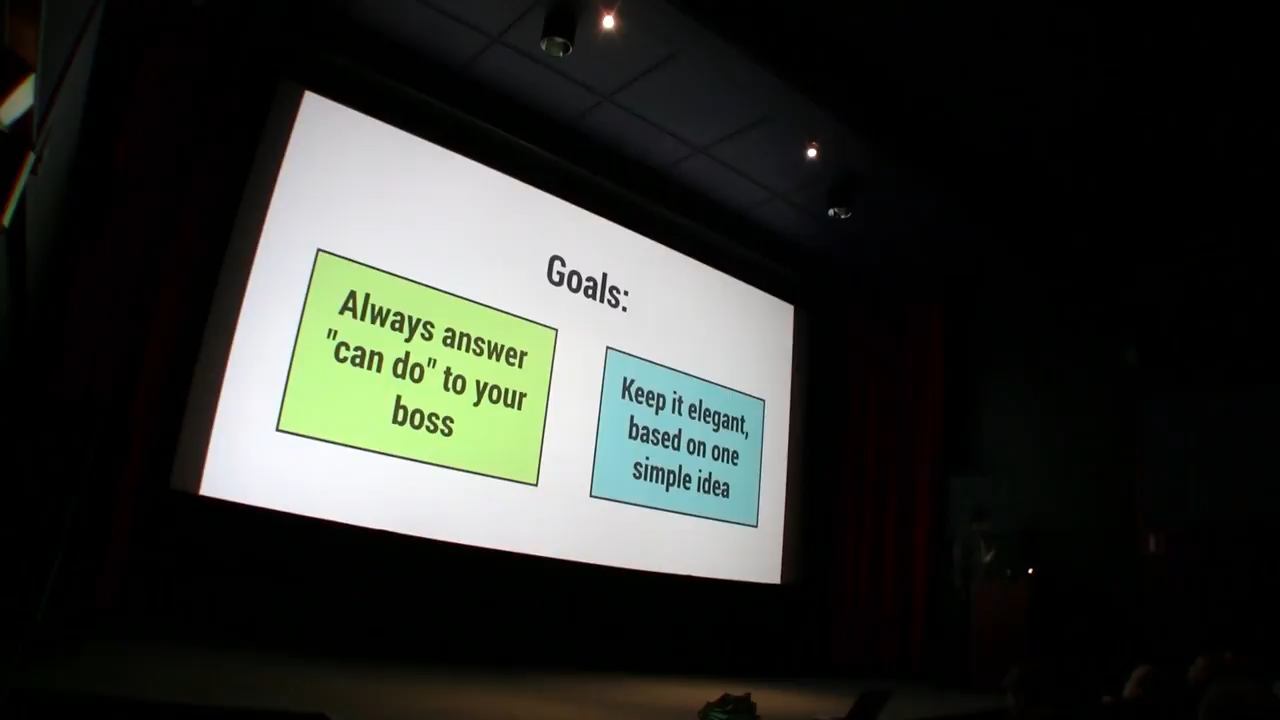 Goals:
Always answer
"can do" to your
boss
Keep it elegant,
based on one
simple idea